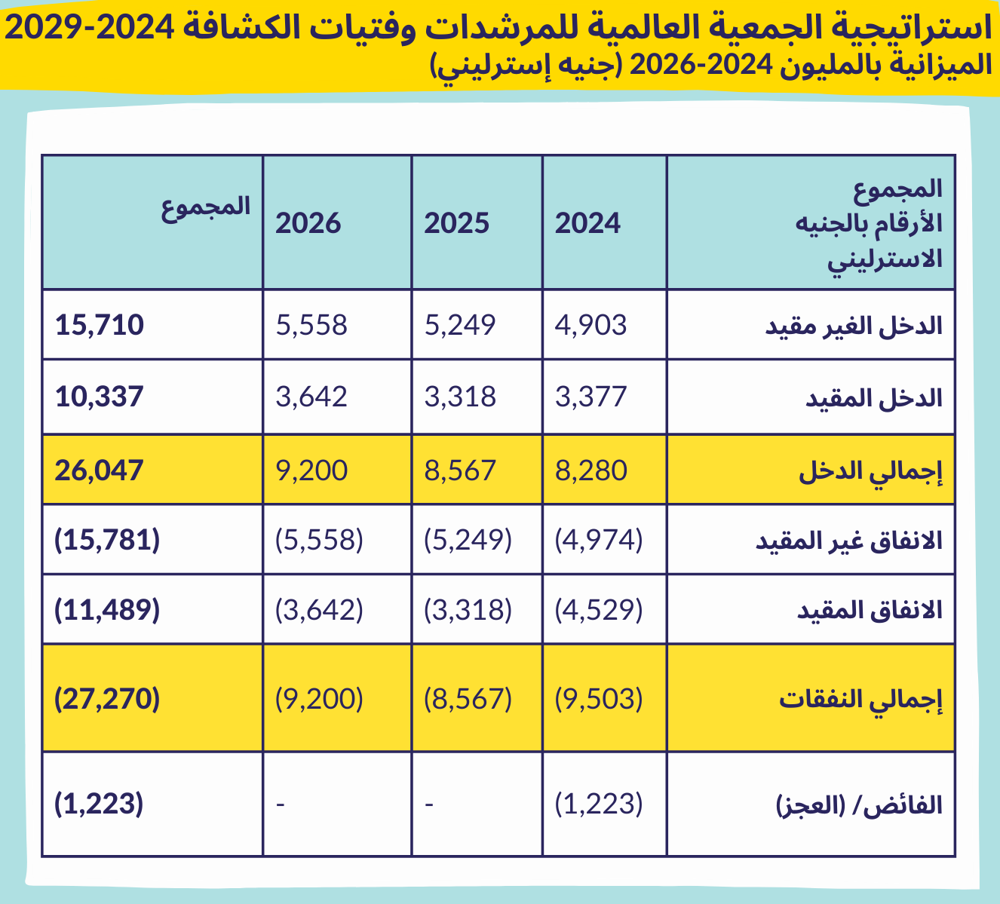 استراتيجية الجمعية العالمية للمرشدات وفتيات الكشافة 2024-2029
الميزانية بالمليون 2024-2026 (جنيه إسترليني)
المجموع
الأرقام بالجنيه
الاسترليني
2024
2025
2026
المجموع
الدخل الغير مقيد 4,903 5,249 5,558 15,710
الدخل المقيد 3,377 3,318 3,642 10,337
إجمالي الدخل 8,280 8,567 9,200 26,047
الانفاق غير المقيد (4,974) (5,249) (5,558) (15,781)
الانفاق المقيد (4,529) (3,318) (3,642) (11,489)
إجمالي النفقات (9,503) (8,567) (9,200) (27,270)
الفائض/ (العجز) (1,223) - - (1,223)